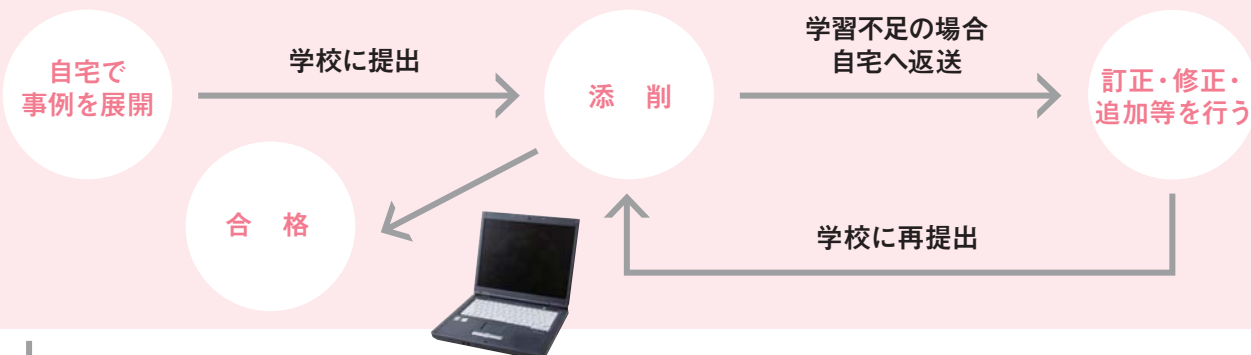 自宅で
事例を展開
学校に提出
添　削
学習不足の場合
自宅へ返送
訂正・修正・
追加等を行う
合　格
学校に再提出